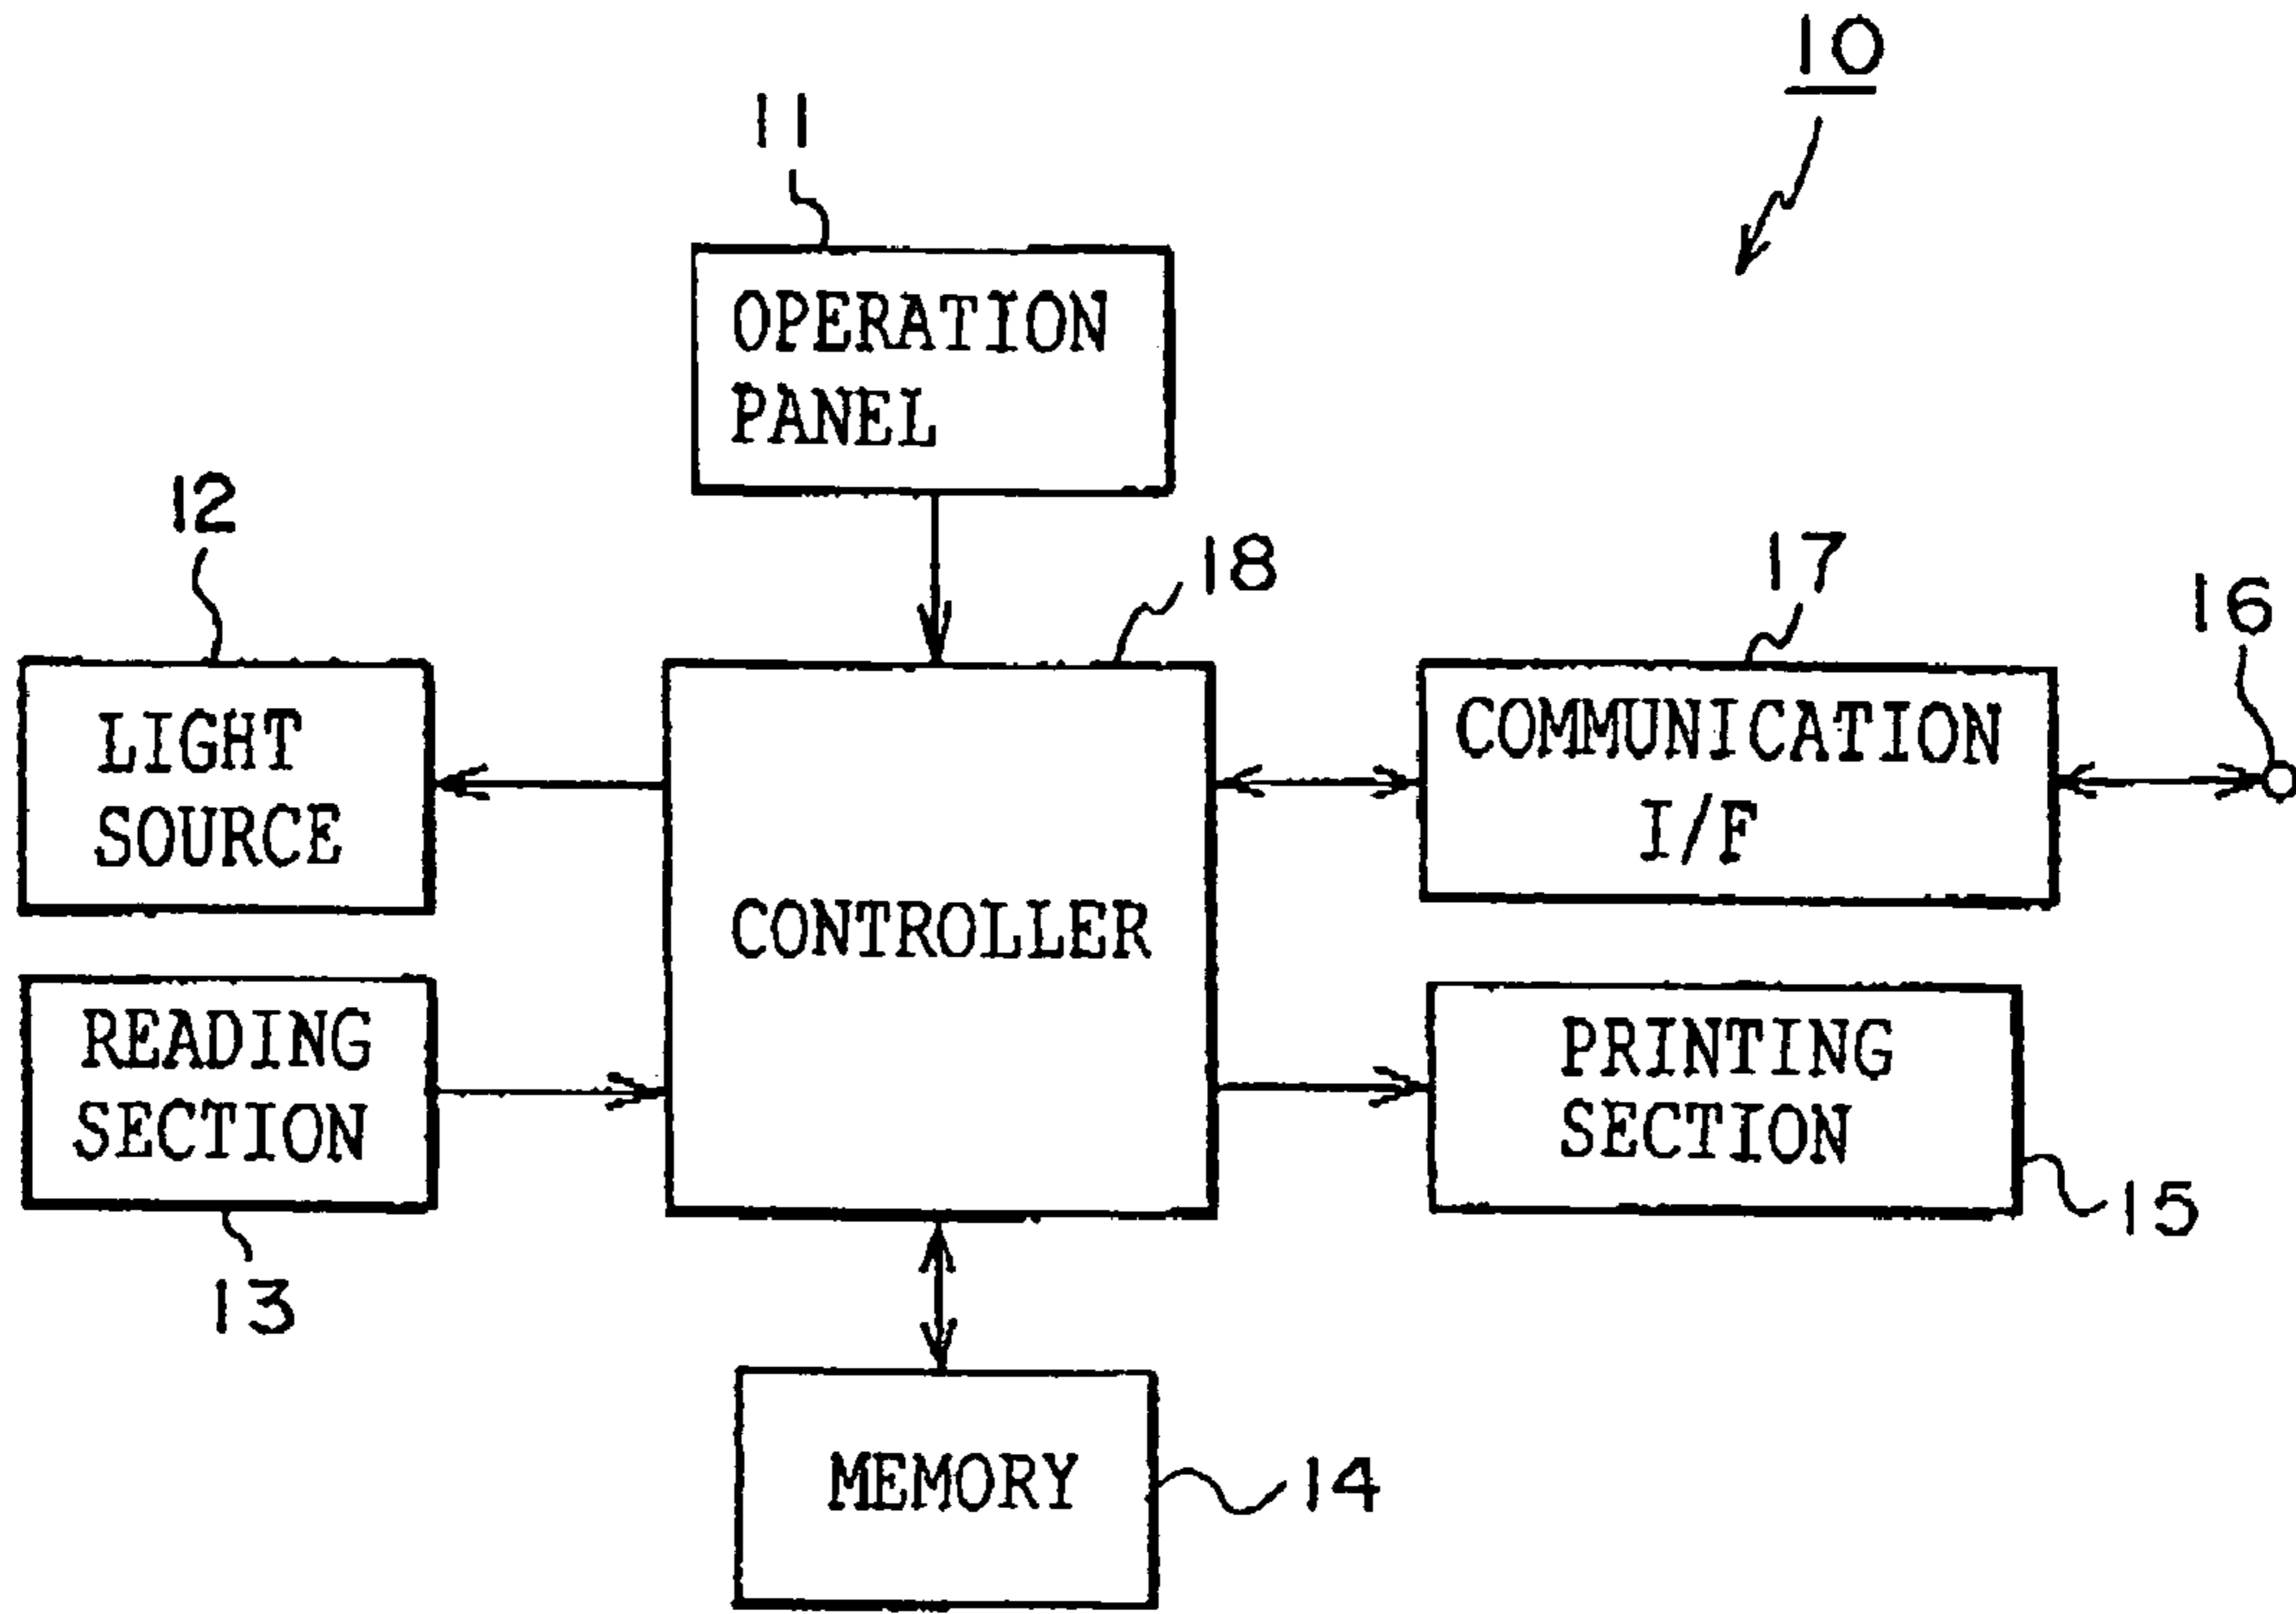 10
11
OPERATION
PANEL
12
18
17
16
LIGHT
SOURCE
COMMUNICATION
I/F
CONTROLLER
READING
SECTION
PRINTING
SECTION
15
13
MEMORY
14